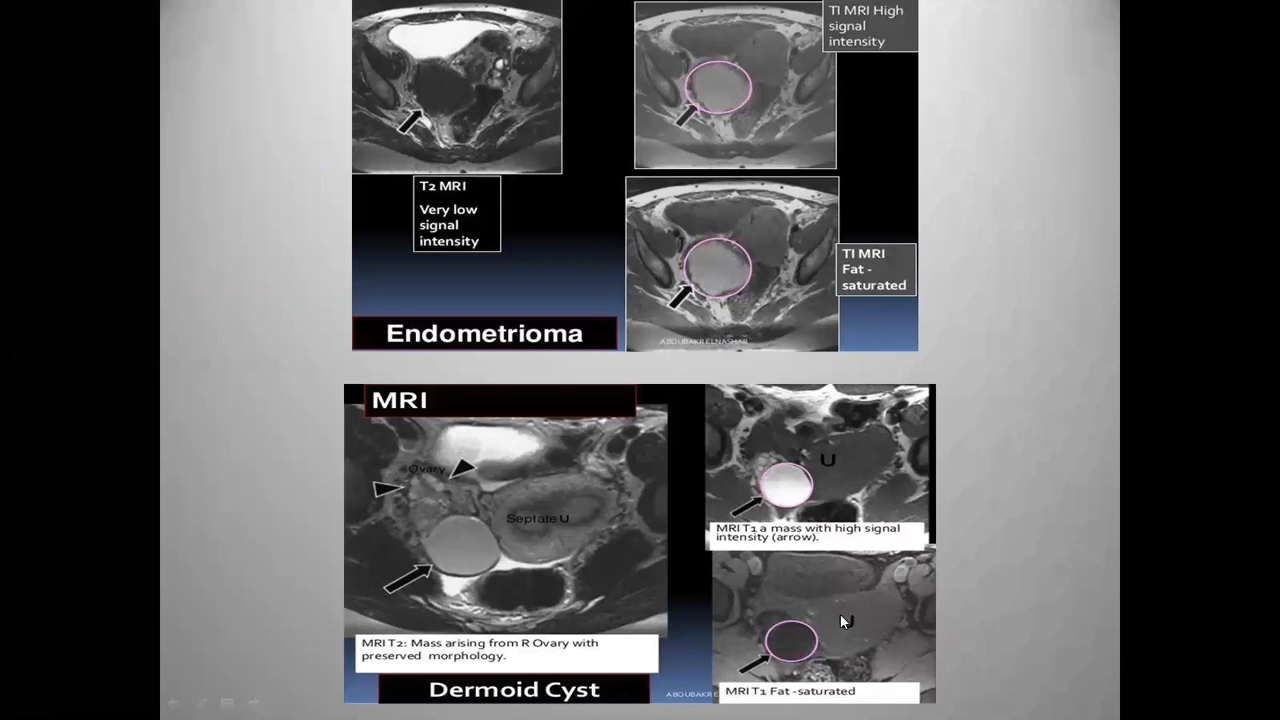 TI MRI High
signal
intensity
T2 MRI
Very low
signal
intensity
TI MRI
Fat -
saturated
Endometrioma
ABOUBAKR ELNASHAR
MRI
Ovary
Septate U
U
MRI T1 a mass with high signal
intensity (arrow).
U
MRI T2: Mass arising from R Ovary with
preserved morphology.
Dermoid Cyst
MRI T1 Fat -saturated